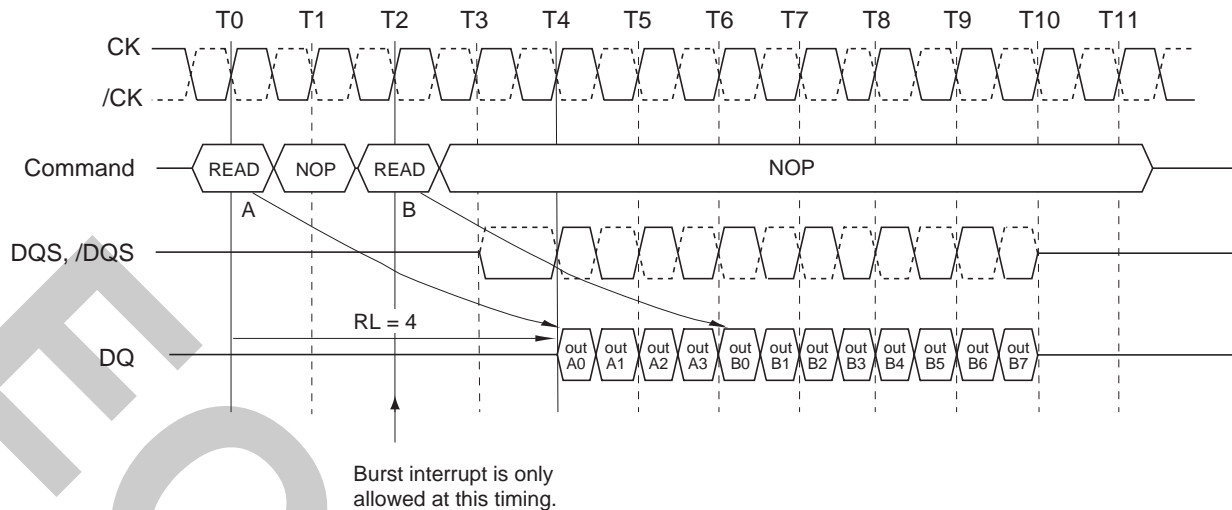 T0 T1 T2 T3 T4 T5 T6 T7 T8 T9 T10 T11
CK
/CK
Command READ NOP READ NOP
A B
DQS, /DQS
RL = 4
DQ out A0 out A1 out A2 out A3 out B0 out B1 out B2 out B3 out B4 out B5 out B6 out B7
Burst interrupt is only
allowed at this timing.